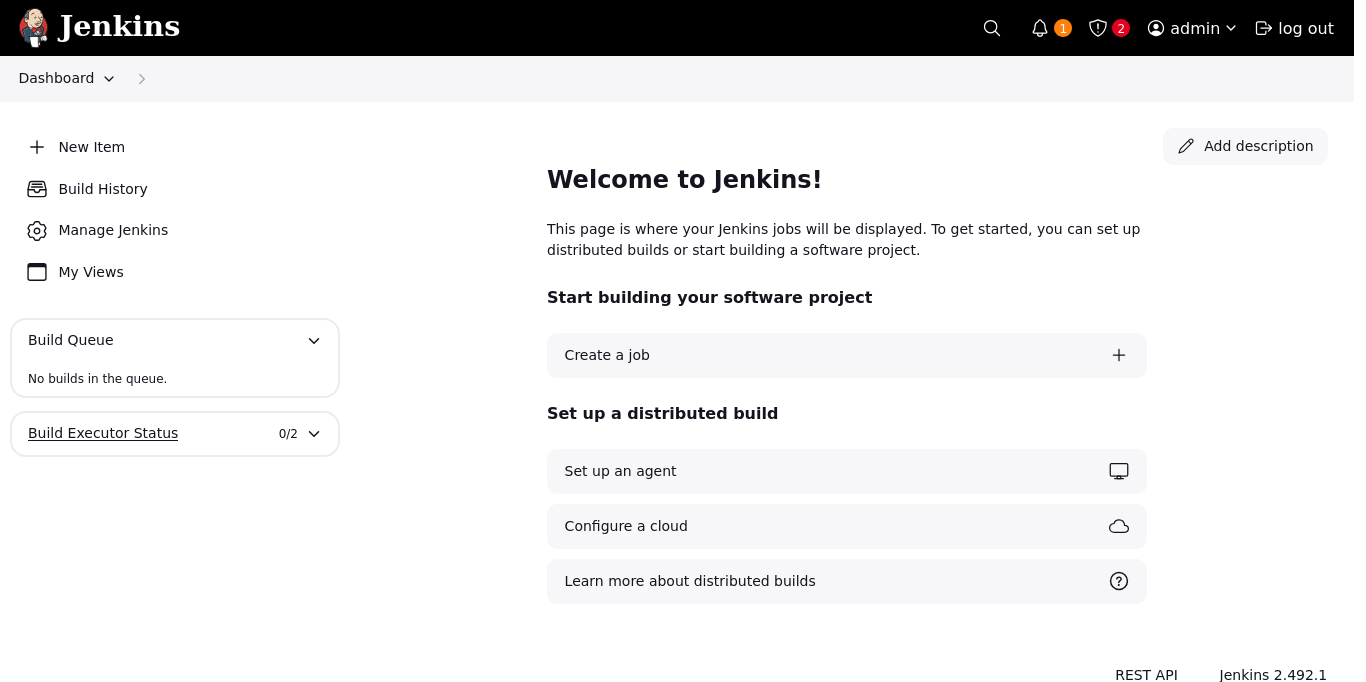 Jenkins
1
2
admin
log out
Dashboard
New Item
Build History
Manage Jenkins
My Views
Build Queue
No builds in the queue.
Build Executor Status
0/2
Add description
Welcome to Jenkins!
This page is where your Jenkins jobs will be displayed. To get started, you can set up
distributed builds or start building a software project.
Start building your software project
Create a job
Set up a distributed build
Set up an agent
Configure a cloud
Learn more about distributed builds
REST API
Jenkins 2.492.1